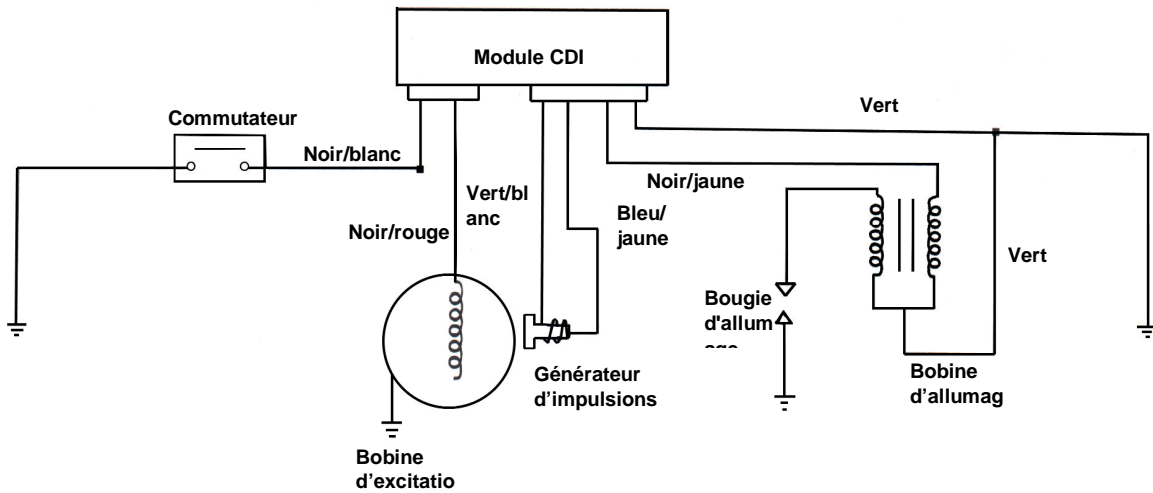 Module CDI
Commutateur
Vert
Noir/blanc
Noir/jaune
Vert/bl
anc
Noir/rouge
Bleu/
jaune
Vert
Bougie
d'allum
Générateur
d'impulsions
Bobine
d'allumag
Bobine
d'excitatio